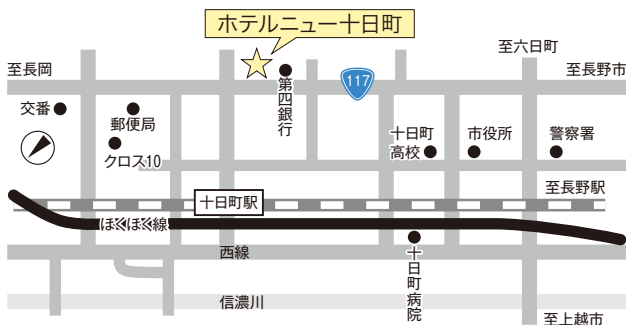 ホテルニュー十日町
至六日町
至長岡
至長野市
117
第四銀行
交番
郵便局
クロス10
十日町
高校
市役所
警察署
至長野駅
十日町駅
ほくほく線
西線
十日町病院
信濃川
至上越市